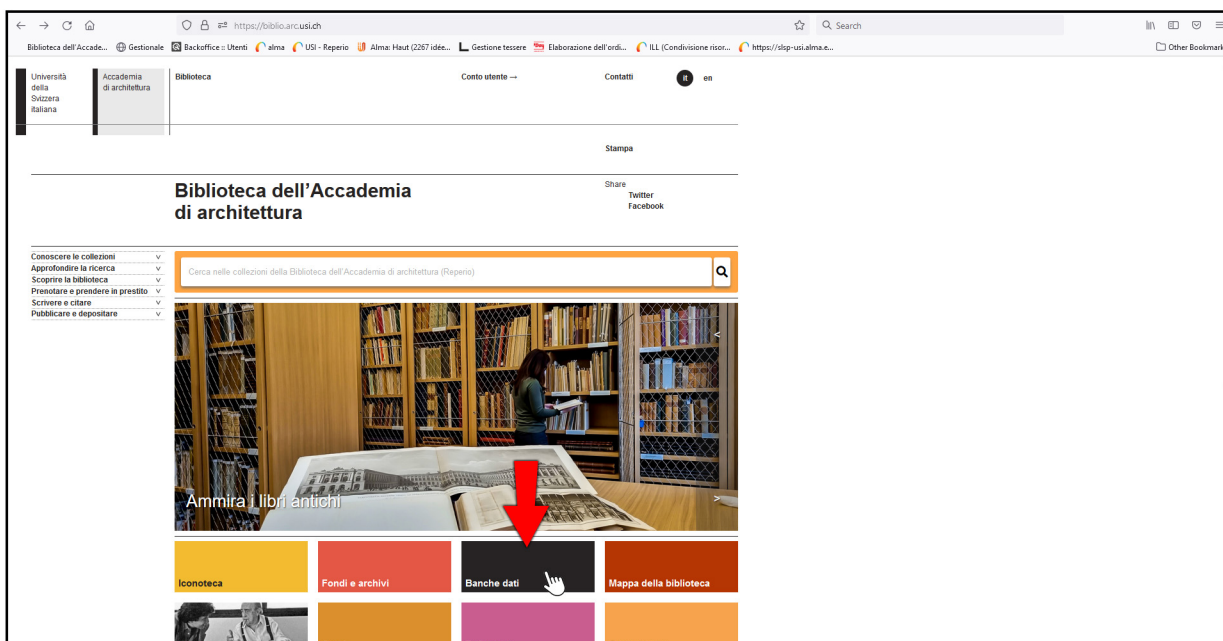 https://biblio.arc.usi.ch
Search
Biblioteca dell'Accade...
Gestionale
Backoffice :: Utenti
alma
USI - Reperio
Alma: Haut (2267 idée...
Gestione tessere
Elaborazione dell'ordi...
ILL (Condivisione risor...
https://slsp-usi.alma.e...
Other Bookmark
Università
della
Svizzera
italiana
Accademia
di architettura
Biblioteca
Conto utente →
Contatti
it
en
Stampa
Biblioteca dell'Accademia
di architettura
Share
Twitter
Facebook
Conoscere le collezioni
Approfondire la ricerca
Scoprire la biblioteca
Prenotare e prendere in prestito
Scrivere e citare
Pubblicare e depositare
Cerca nelle collezioni della Biblioteca dell'Accademia di architettura (Reperio)
Ammira i libri antichi
Iconoteca
Fondi e archivi
Banche dati
Mappa della biblioteca